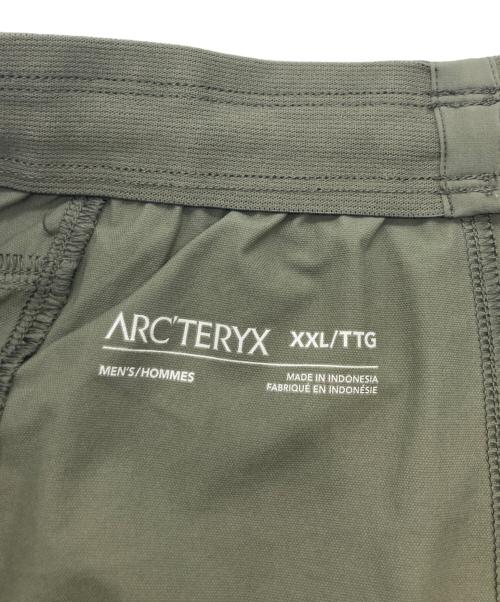 ARC'TERYX XXL/TTG
MEN'S/HOMMES MADE IN INDONESIA
FABRIQUÉ EN INDONÉSIE